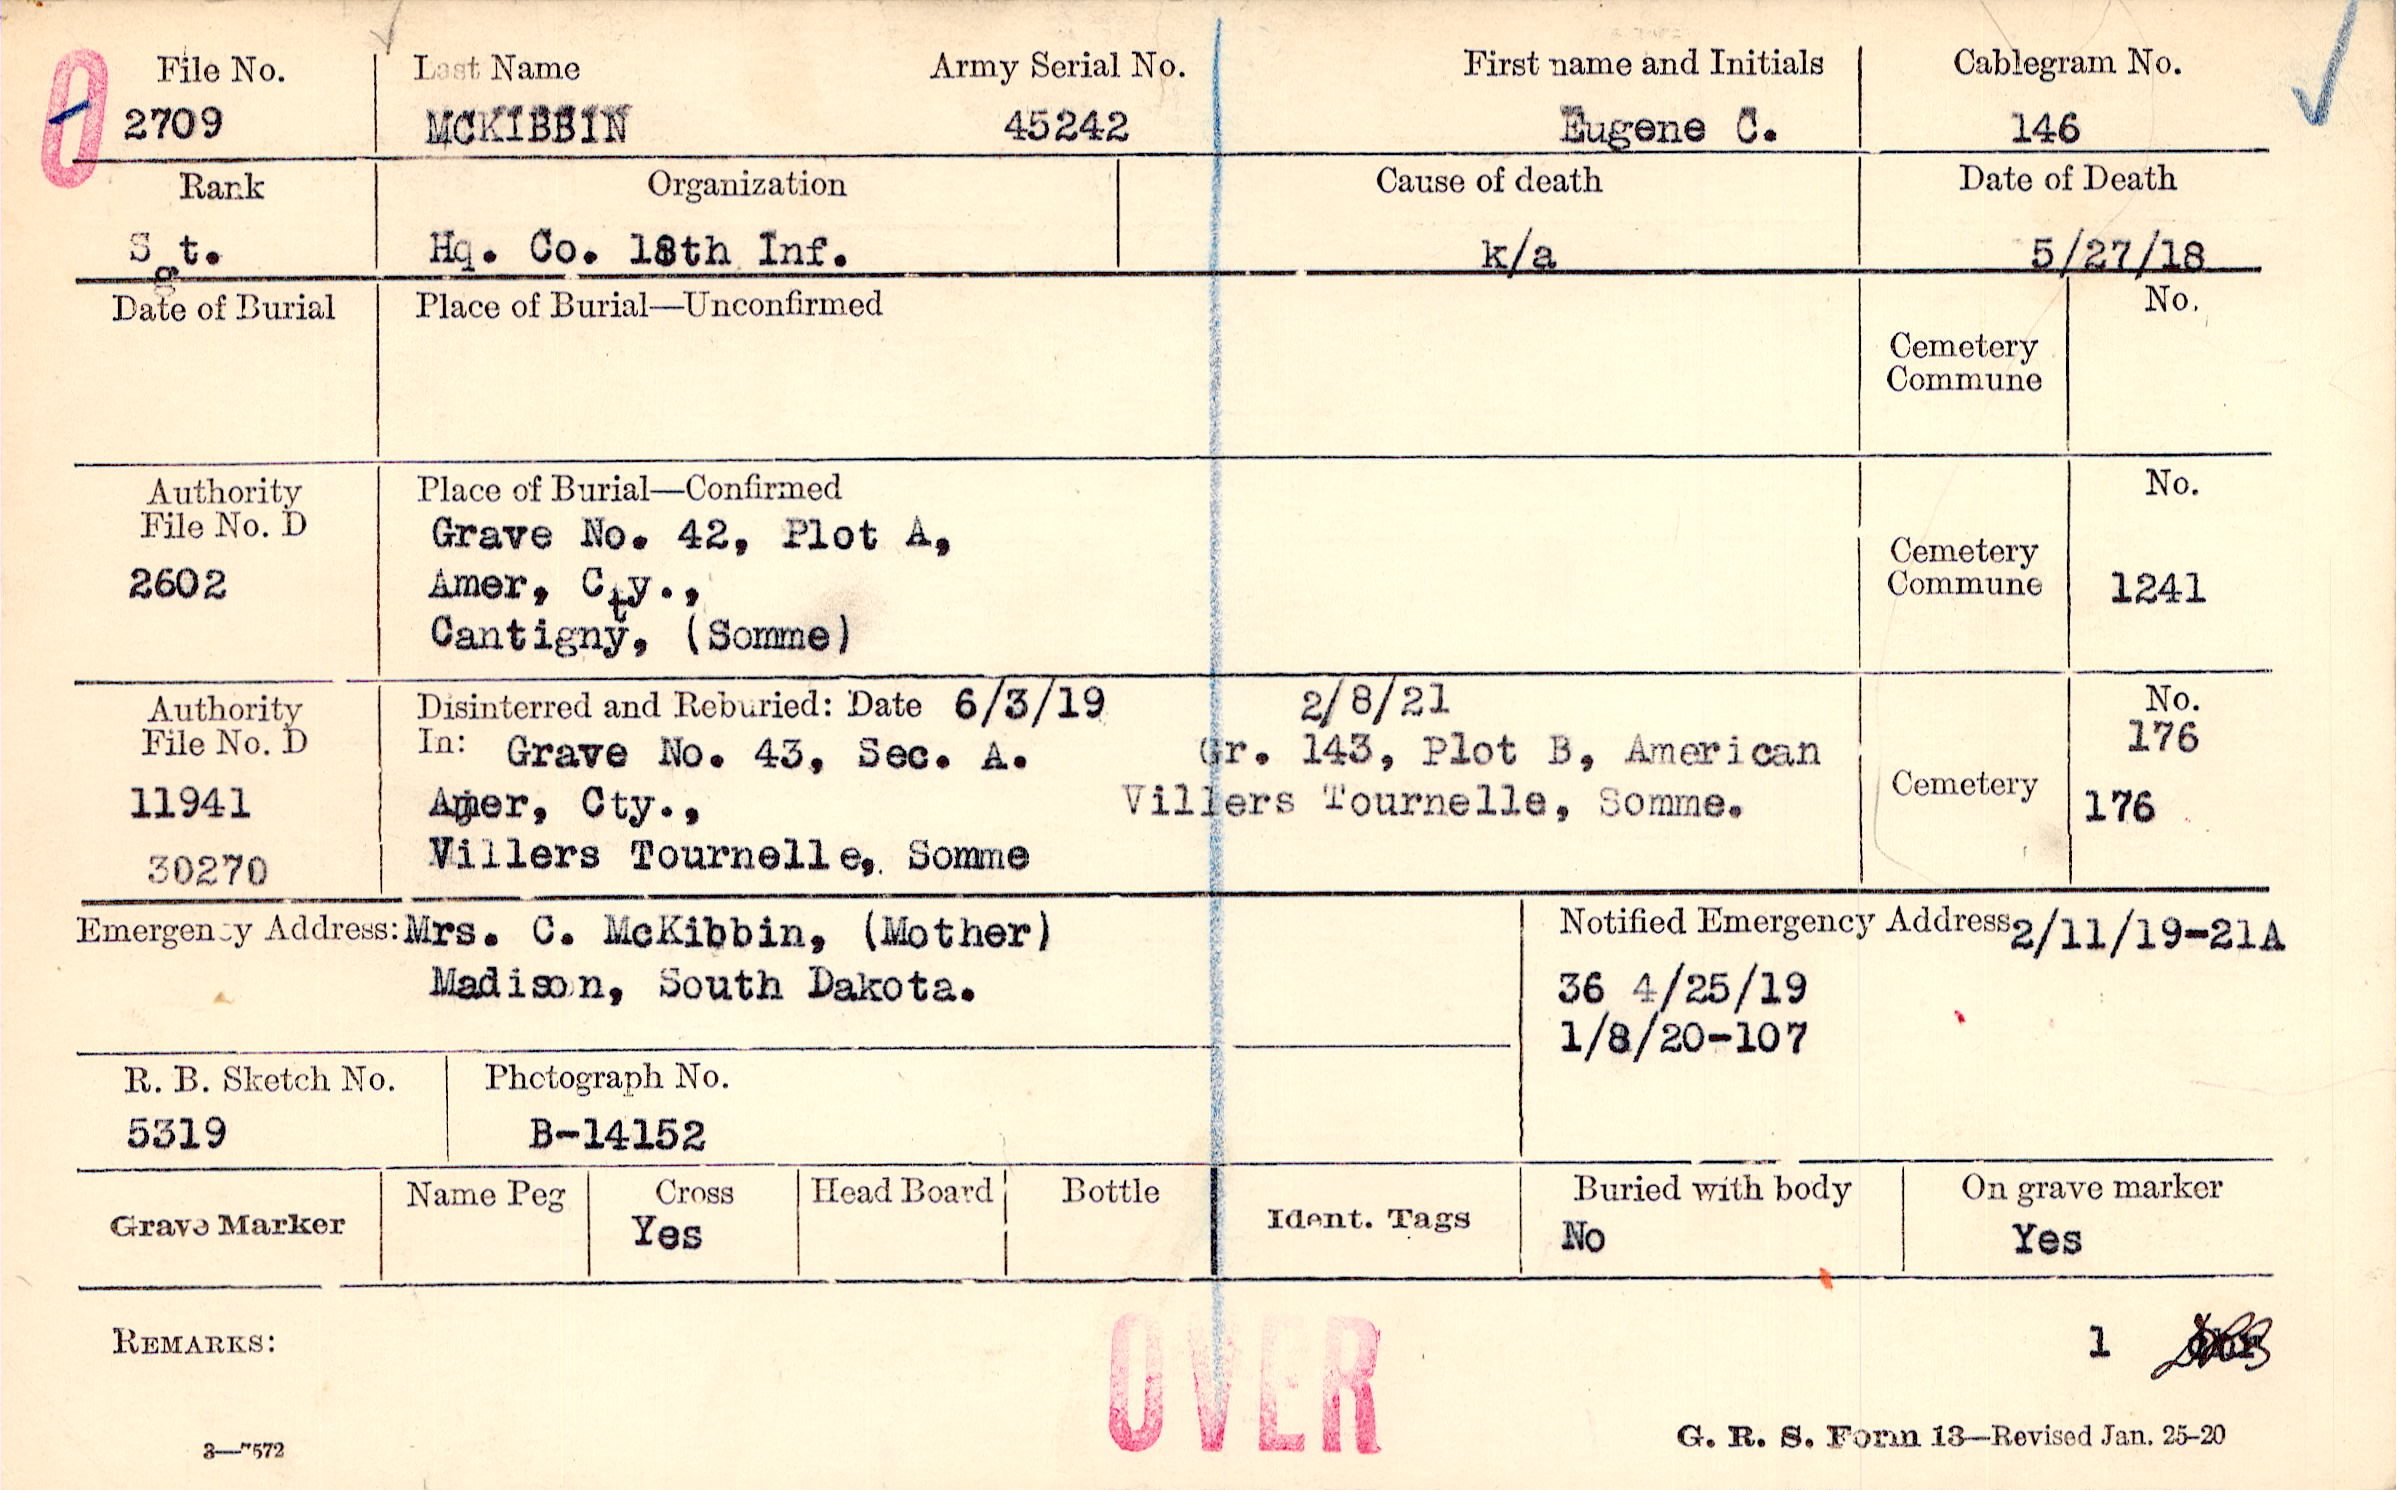 0
File No. Last Name Army Serial No. First name and Initials Cablegram No.
2709 MCKIBBIN 45242 Eugene C. 146
Rank Organization Cause of death Date of Death
Sgt. Hq. Co. 18th Inf. k/a 5/27/18
Date of Burial Place of Burial—Unconfirmed No.
Cemetery
Commune
Authority Place of Burial—Confirmed No.
File No. D Grave No. 42, Plot A,
Cemetery
2602 Amer, Cty., Commune 1241
Cantigny, (Somme)
Authority Disinterred and Reburied: Date 6/3/19 2/8/21 No.
File No. D In: Grave No. 43, Sec. A. Gr. 143, Plot B, American 176
11941 Amer, Cty., Villers Tournelle, Somme. Cemetery 176
30270 Villers Tournelle, Somme
Emergency Address: Mrs. C. McKibbin, (Mother) Notified Emergency Address 2/11/19-21A
Madison, South Dakota. 36 4/25/19
1/8/20-107
R. B. Sketch No. Photograph No.
5319 B-14152
Grave Marker Name Peg Cross Head Board Bottle Ident. Tags Buried with body On grave marker
Yes No Yes
REMARKS: 1
OVER
3—7572 G. R. S. Form 13—Revised Jan. 25-20